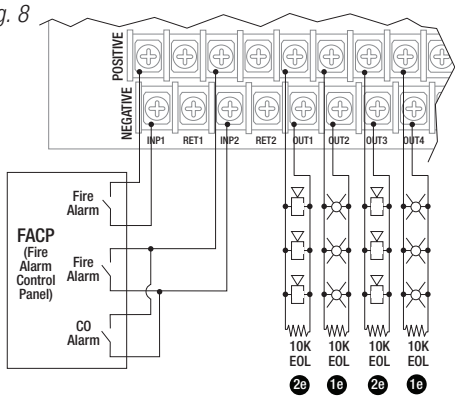 g. 8
POSITIVE
NEGATIVE
INP1 RET1 INP2 RET2 OUT1 OUT2 OUT3 OUT4
FACP
(Fire
Alarm
Control
Panel)
Fire
Alarm
Fire
Alarm
CO
Alarm
10K 10K 10K 10K
EOL EOL EOL EOL
2e 1e 2e 1e